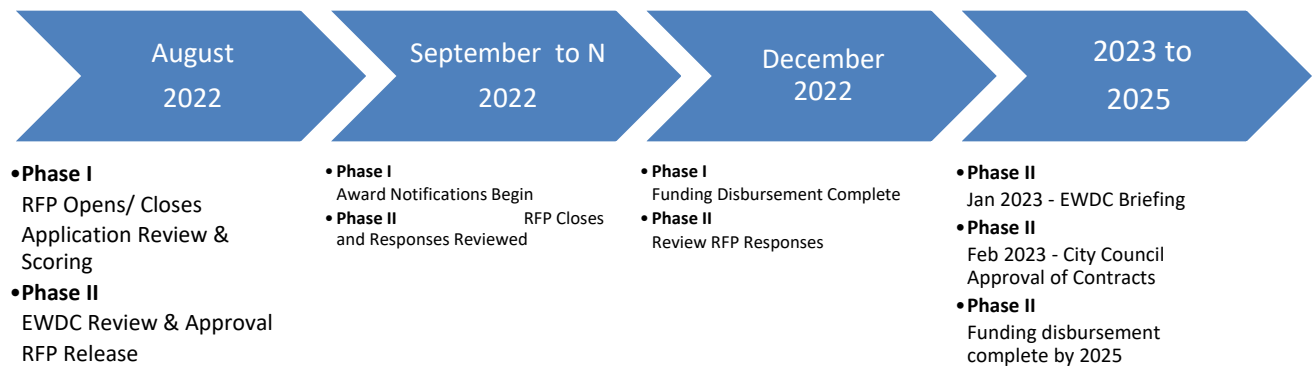 August
2022
September to N
2022
December
2022
2023 to
2025
•Phase I
RFP Opens/ Closes
Application Review &
Scoring
•Phase II
EWDC Review & Approval
RFP Release
•Phase I
Award Notifications Begin
•Phase II RFP Closes
and Responses Reviewed
•Phase I
Funding Disbursement Complete
•Phase II
Review RFP Responses
•Phase II
Jan 2023 - EWDC Briefing
•Phase II
Feb 2023 - City Council
Approval of Contracts
•Phase II
Funding disbursement
complete by 2025